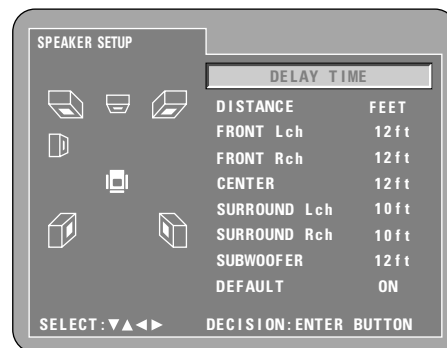 SPEAKER SETUP
DELAY TIME
DISTANCE FEET
FRONT Lch 12ft
FRONT Rch 12ft
CENTER 12ft
SURROUND Lch 10ft
SURROUND Rch 10ft
SUBWOOFER 12ft
DEFAULT ON
SELECT:▼▲◀▶ DECISION:ENTER BUTTON